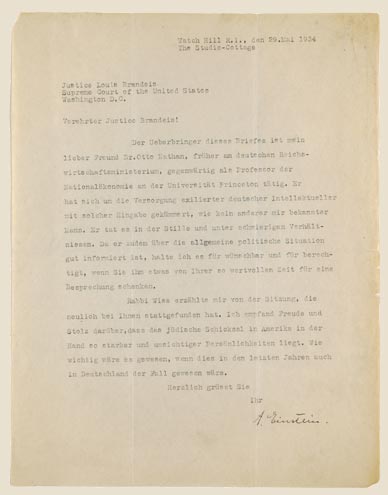 Watch Hill R.I., den 29.Mai 1934
The Studio-Cottage
Justice Louis Brandeis
Supreme Court of the United States
Washington D.C.
Verehrter Justice Brandeis!
Der Ueberbringer dieses Briefes ist mein
lieber Freund Dr.Otto Nathan, früher am deutschen Reichs-
wirtschaftsministerium, gegenwärtig als Professor der
Nationalökonomie an der Universität Princeton tätig. Er
hat sich um die Versorgung exilierter deutscher Intellektueller
mit solcher Hingabe gekümmert, wie kein anderer mir bekannter
Mann. Er tat es in der Stille und unter schwierigen Verhält-
nissen. Da er zudem über die allgemeine politische Situation
gut informiert ist, halte ich es für wünschbar und für berech-
tigt, wenn Sie ihm etwas von Ihrer so wertvollen Zeit für eine
Besprechung schenken.
Rabbi Wise erzählte mir von der Sitzung, die
neulich bei Ihnen stattgefunden hat. Ich empfand Freude und
Stolz darüber,dass das jüdische Schicksal in Amerika in der
Hand so starker und umsichtiger Persönlichkeiten liegt. Wie
wichtig wäre es gewesen, wenn dies in den letzten Jahren auch
in Deutschland der Fall gewesen wäre.
Herzlich grüsst Sie
Ihr
A. Einstein.